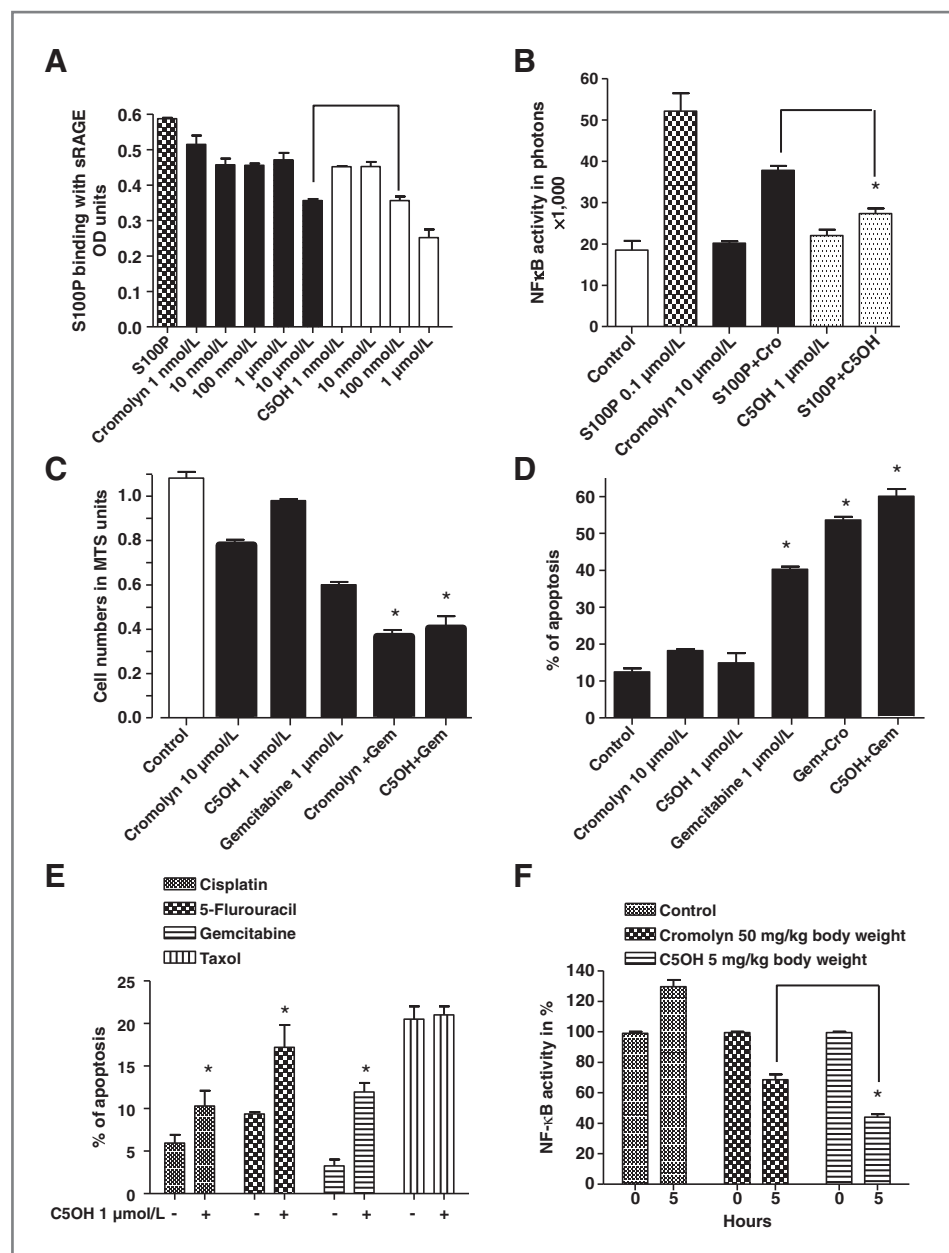 A
S100P binding with sRAGE
OD units
0.6
0.5
0.4
0.3
0.2
0.1
0.0
S100P
Cromolyn 1 nmol/L
10 nmol/L
100 nmol/L
1 µmol/L
10 µmol/L
C5OH 1 nmol/L
10 nmol/L
100 nmol/L
1 µmol/L
B
NFκB activity in photons
×1,000
60
50
40
30
20
10
0
*
Control
S100P 0.1 µmol/L
Cromolyn 10 µmol/L
S100P+Cro
C5OH 1 µmol/L
S100P+C5OH
C
Cell numbers in MTS units
1.0
0.8
0.6
0.4
0.2
0.0
* *
Control
Cromolyn 10 µmol/L
C5OH 1 µmol/L
Gemcitabine 1 µmol/L
Cromolyn +Gem
C5OH+Gem
D
% of apoptosis
60
50
40
30
20
10
0
* * *
Control
Cromolyn 10 µmol/L
C5OH 1 µmol/L
Gemcitabine 1 µmol/L
Gem+Cro
C5OH+Gem
E
Cisplatin
5-Flurouracil
Gemcitabine
Taxol
% of apoptosis
25
20
15
10
5
0
* * *
C5OH 1 µmol/L - + - + - + - +
F
Control
Cromolyn 50 mg/kg body weight
C5OH 5 mg/kg body weight
NF-κB activity in %
140
120
100
80
60
40
20
0
*
0 5 0 5 0 5
Hours